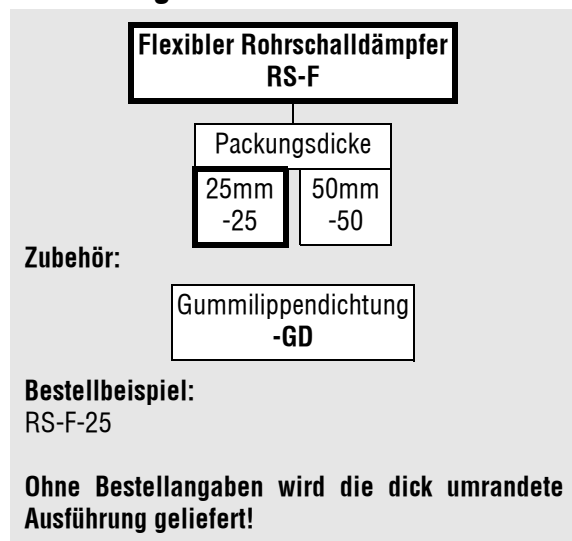 Flexibler Rohrschalldämpfer
RS-F
Packungsdicke
25mm
-25
50mm
-50
Zubehör:
Gummilippendichtung
-GD
Bestellbeispiel:
RS-F-25
Ohne Bestellangaben wird die dick umrandete
Ausführung geliefert!